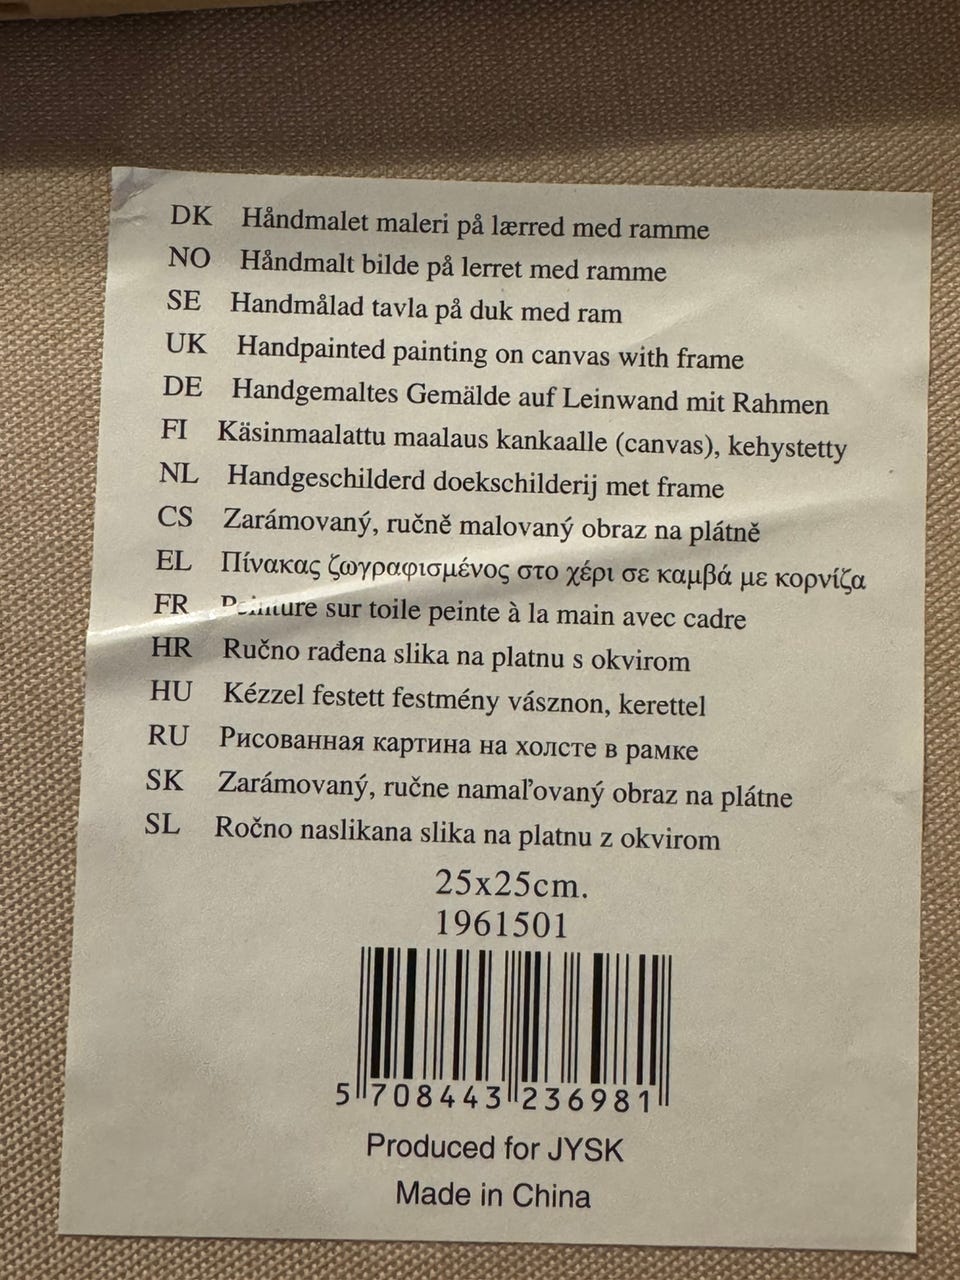 DK Håndmalet maleri på lærred med ramme
NO Håndmalt bilde på lerret med ramme
SE Handmålad tavla på duk med ram
UK Handpainted painting on canvas with frame
DE Handgemaltes Gemälde auf Leinwand mit Rahmen
FI Käsinmaalattu maalaus kankaalle (canvas), kehystetty
NL Handgeschilderd doekschilderij met frame
CS Zarámovaný, ručně malovaný obraz na plátně
EL Πίνακας ζωγραφισμένος στο χέρι σε καμβά με κορνίζα
FR Peinture sur toile peinte à la main avec cadre
HR Ručno rađena slika na platnu s okvirom
HU Kézzel festett festmény vásznon, kerettel
RU Рисованная картина на холсте в рамке
SK Zarámovaný, ručne namaľovaný obraz na plátne
SL Ročno naslikana slika na platnu z okvirom
25x25cm.
1961501
5 708443 236981
Produced for JYSK
Made in China